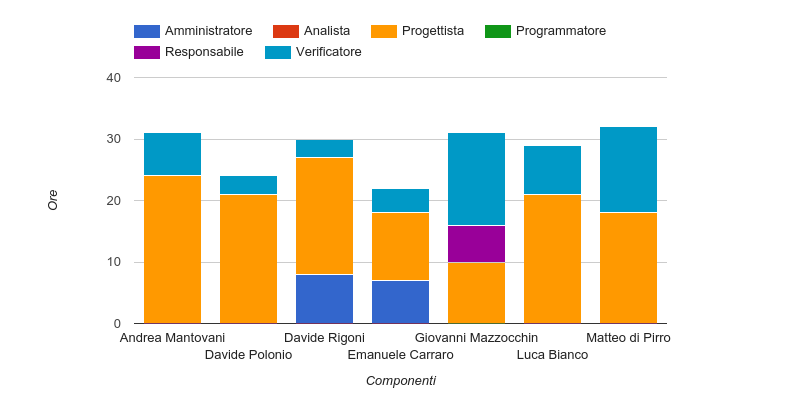 Amministratore Analista Progettista Programmatore
Responsabile Verificatore
40
30
20
10
0
Ore
Andrea Mantovani Davide Rigoni Giovanni Mazzocchin Matteo di Pirro
Davide Polonio Emanuele Carraro Luca Bianco
Componenti